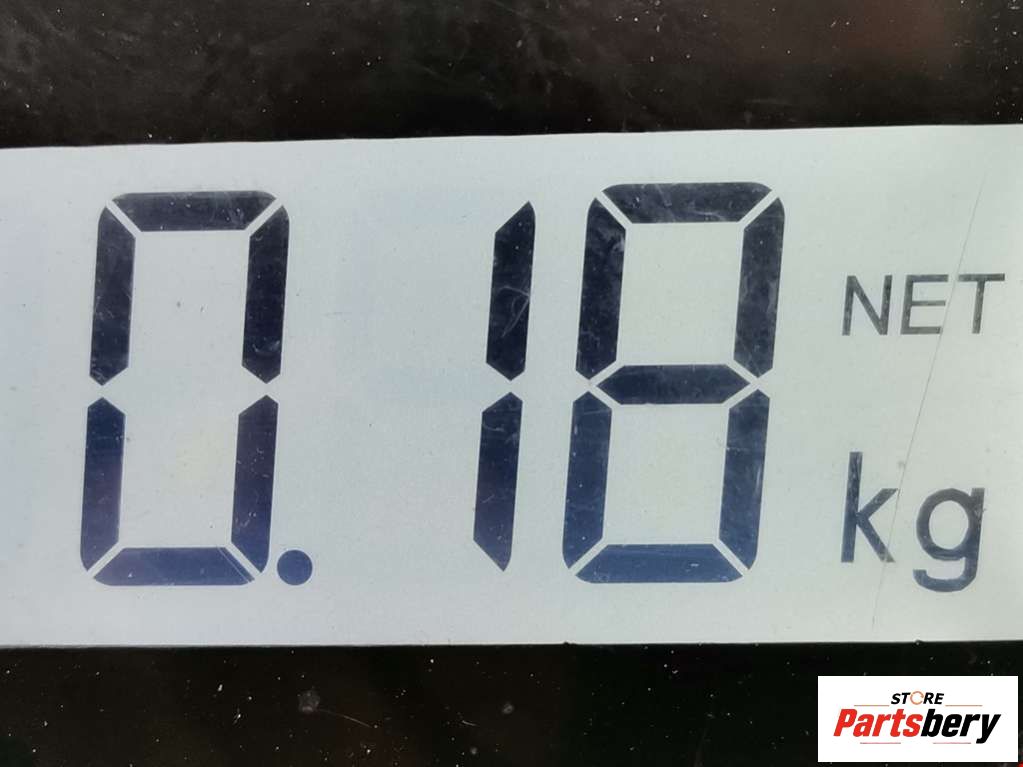 0.18
NET
kg
STORE
Partsbery